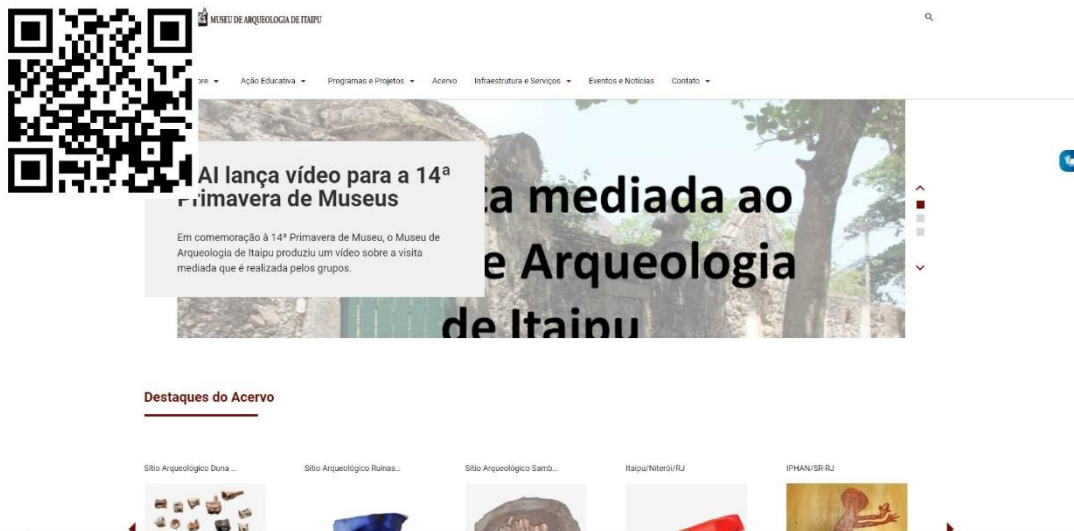 MUSEU DE ARQUEOLOGIA DE ITAIPU
Ação Educativa Programas e Projetos Acervo Infraestrutura e Serviços Eventos e Notícias Contato
AI lança vídeo para a 14ª
Primavera de Museus
Em comemoração à 14ª Primavera de Museu, o Museu de
Arqueologia de Itaipu produziu um vídeo sobre a visita
mediada que é realizada pelos grupos.
ta mediada ao
e Arqueologia
de Itaipu
Destaques do Acervo
Sítio Arqueológico Duna ... Sítio Arqueológico Ruínas... Sítio Arqueológico Samb... Itaipu/Niterói/RJ IPHAN/SR-RJ